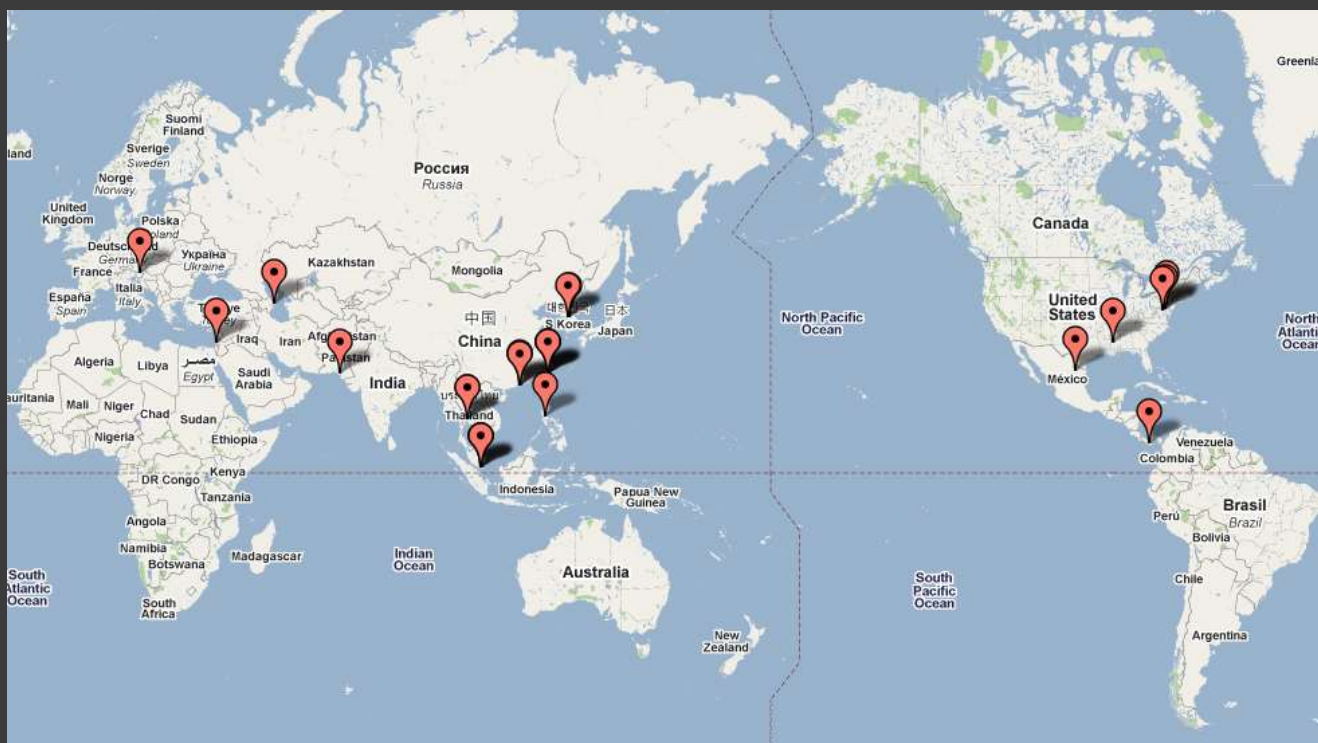 Greenla
land
Suomi
Finland
Sverige
Sweden
Norge
Norway
Россия
Russia
United
Kingdom
Polska
Deutsch
France
Україна
Ukraine
Kazakhstan
Mongolia
Canada
Italia
Italy
España
Spain
Iraq
Iran
中国
China
S Korea
日本
Japan
North Pacific
Ocean
United
States
North
Atlantic
Ocean
Algeria
Libya
مصر
Egypt
Saudi
Arabia
India
México
auritania
Mali
Niger
Chad
Sudan
Nigeria
Ethiopia
Thailand
Venezuela
Colombia
DR Congo
Kenya
Tanzania
Indonesia
Papua New
Guinea
Perú
Brasil
Brazil
Bolivia
Angola
Namibia
Botswana
Madagascar
Indian
Ocean
Australia
South
Atlantic
Ocean
South
Africa
South
Pacific
Ocean
Chile
Argentina
New
Zealand